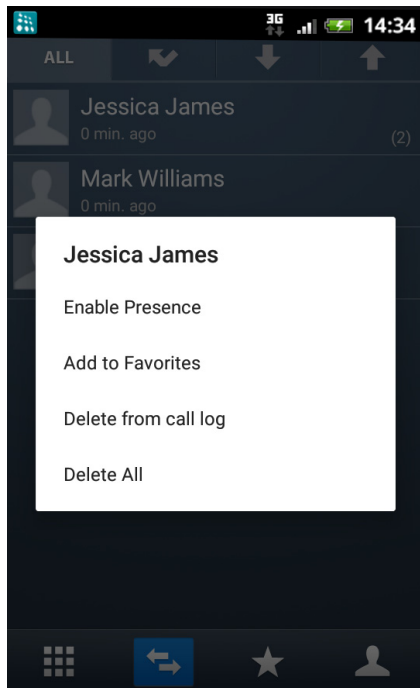 3G
14:34
ALL
Jessica James
0 min. ago
(2)
Mark Williams
0 min. ago
Jessica James
Enable Presence
Add to Favorites
Delete from call log
Delete All